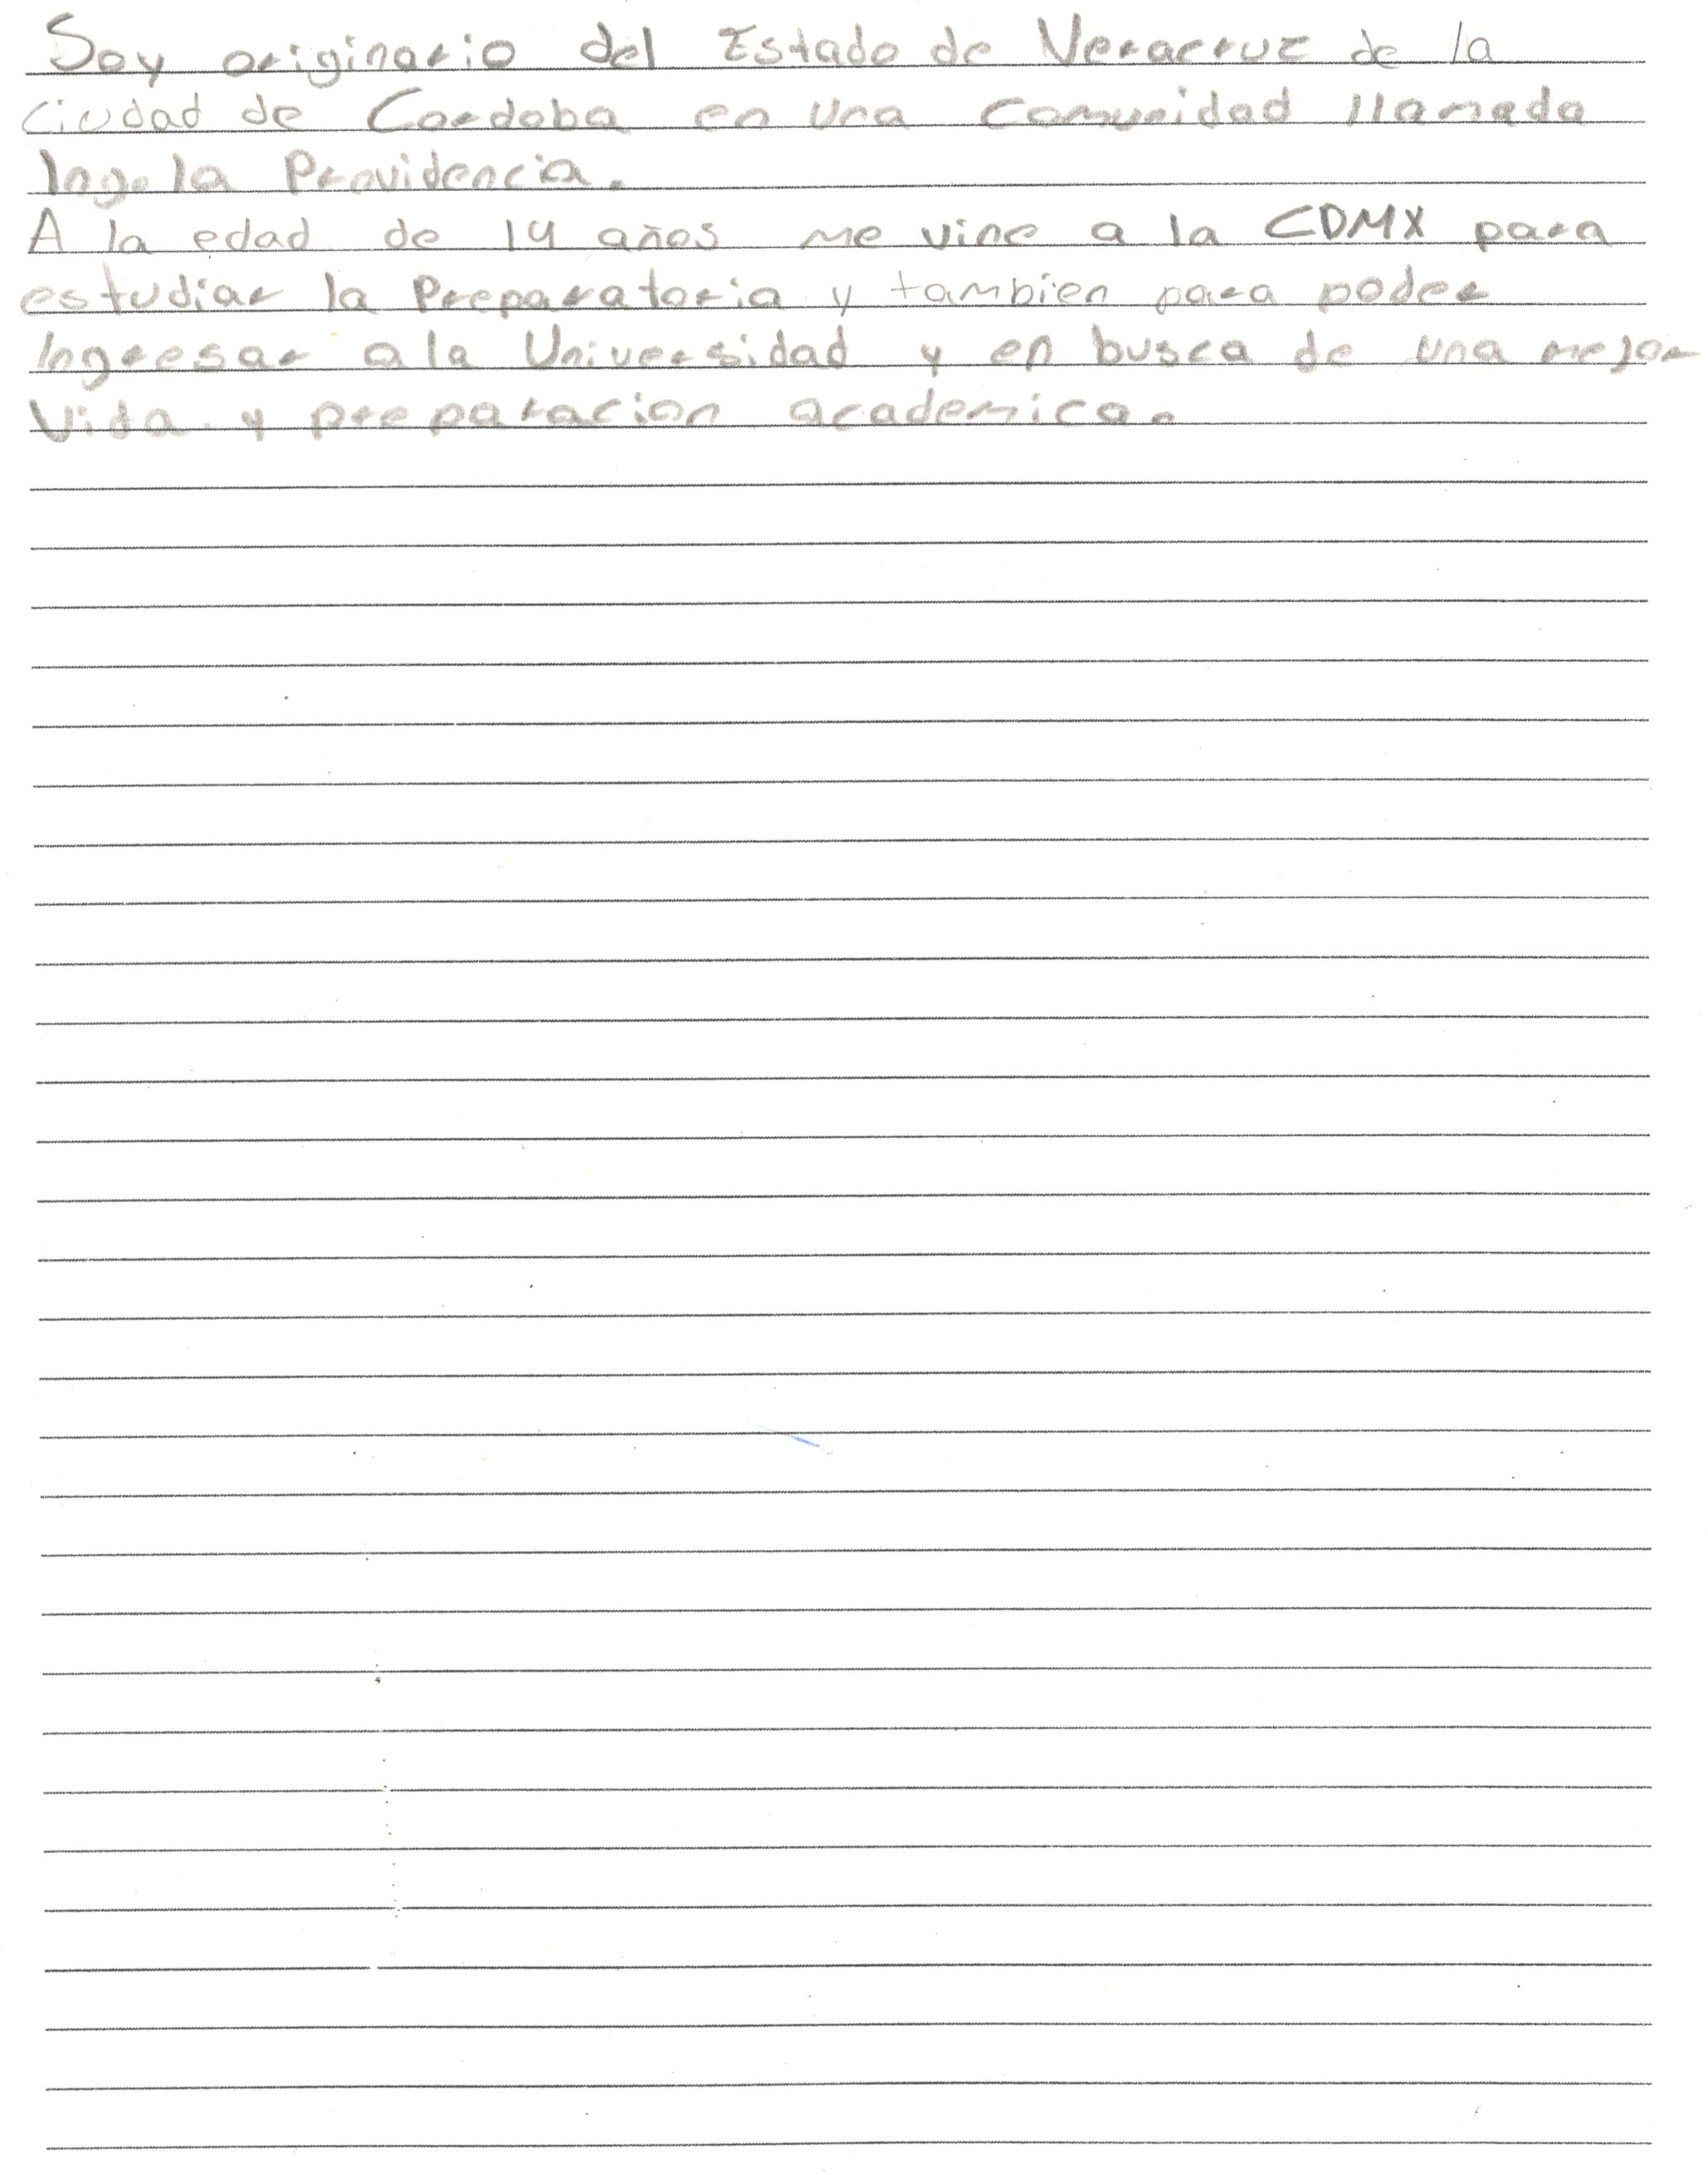 Soy originario del Estado de Veracruz de la
ciudad de Cordoba en una comunidad llamada
Ing. la Providencia.
A la edad de 14 años me vine a la CDMX para
estudiar la Preparatoria y tambien para poder
Ingresar a la Universidad y en busca de una mejor
Vida y preparacion academica.